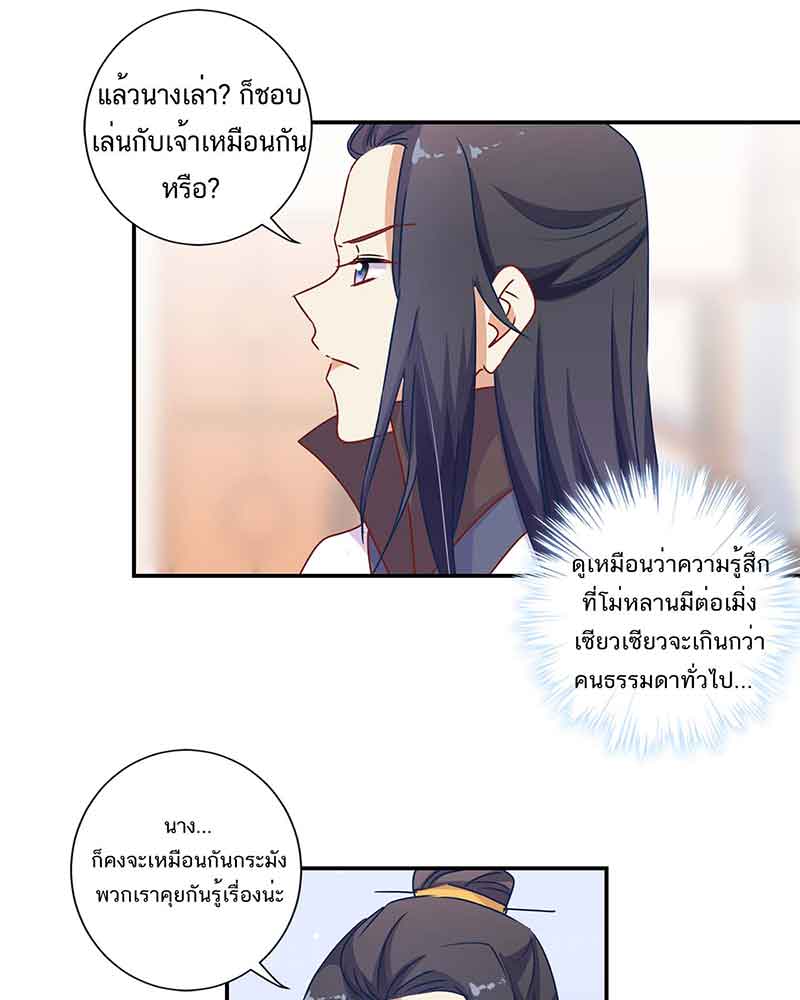 แล้วนางเล่า? ก็ชอบ
เล่นกับเจ้าเหมือนกัน
หรือ?
ดูเหมือนว่าความรู้สึก
ที่โม่หลานมีต่อเมิ่ง
เซียวเซียวจะเกินกว่า
คนธรรมดาทั่วไป...
นาง...
ก็คงจะเหมือนกันกระมัง
พวกเราคุยกันรู้เรื่องน่ะ